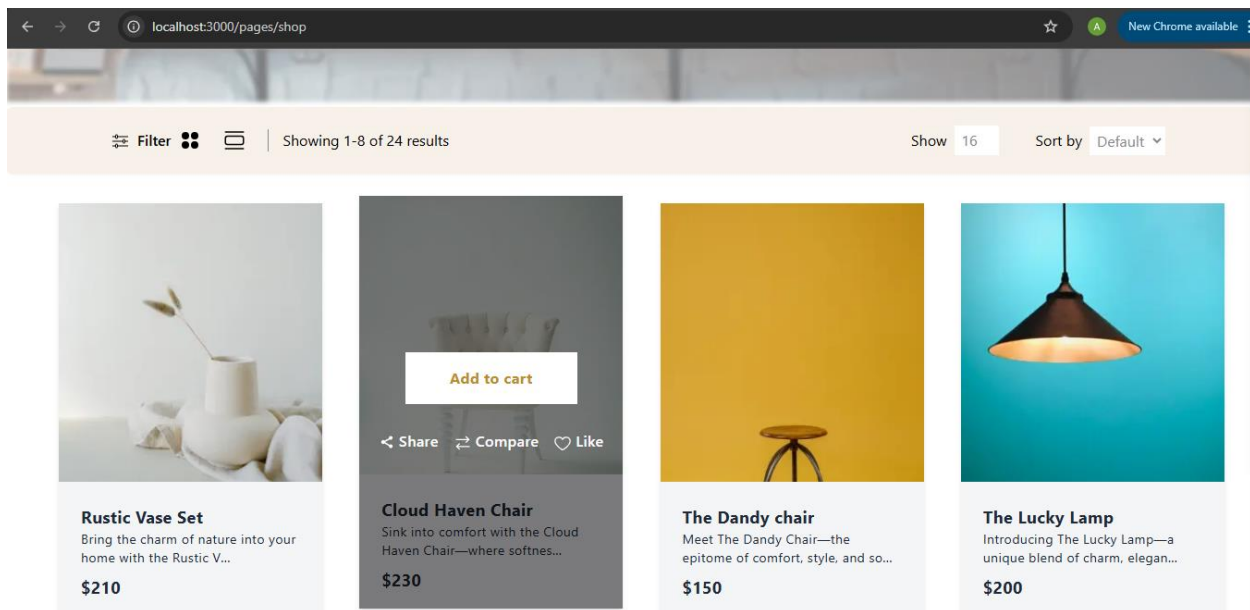 localhost:3000/pages/shop
A
New Chrome available
Filter
Showing 1-8 of 24 results
Show 16
Sort by Default
Add to cart
Share Compare Like
Rustic Vase Set
Bring the charm of nature into your
home with the Rustic V...
$210
Cloud Haven Chair
Sink into comfort with the Cloud
Haven Chair—where softnes...
$230
The Dandy chair
Meet The Dandy Chair—the
epitome of comfort, style, and so...
$150
The Lucky Lamp
Introducing The Lucky Lamp—a
unique blend of charm, elegan...
$200